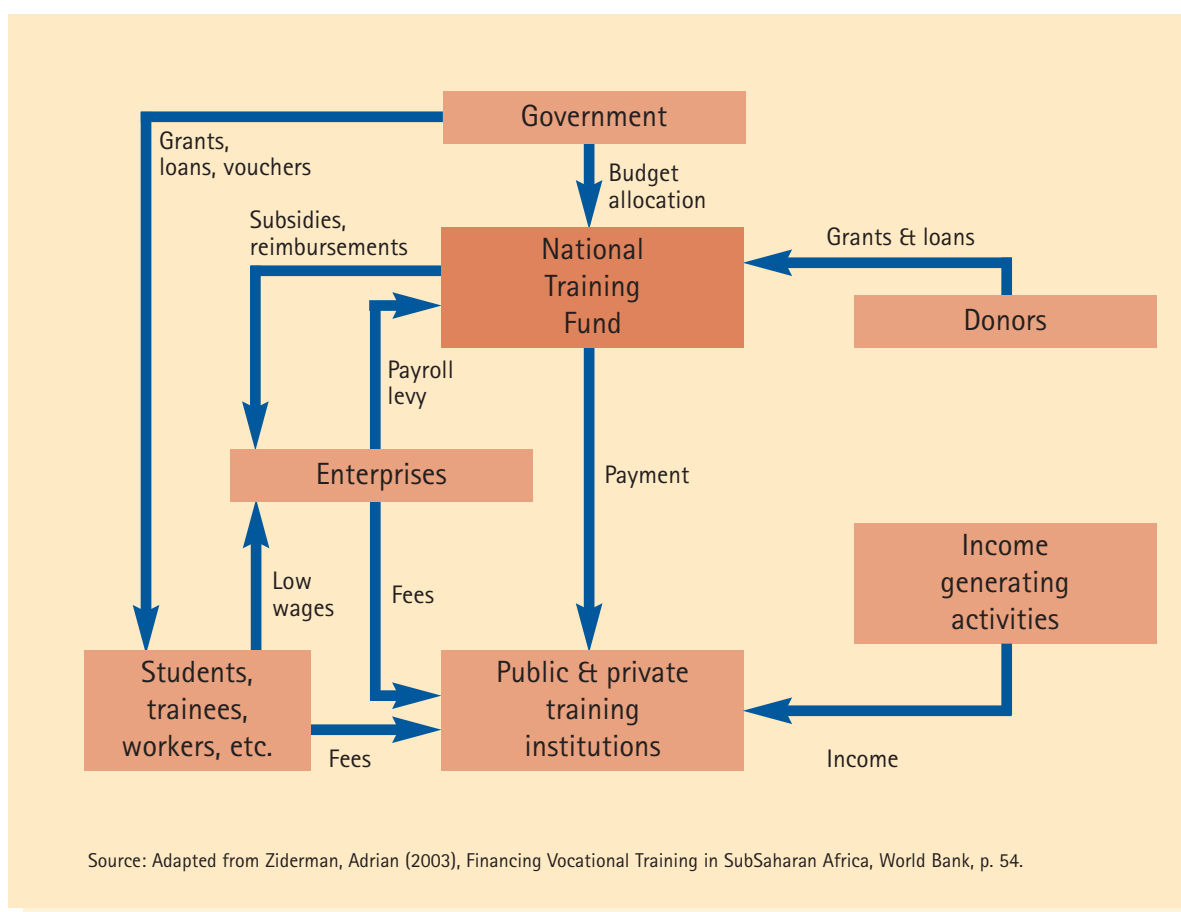 Government
Grants,
loans, vouchers
Budget
allocation
Subsidies,
reimbursements
National
Training
Fund
Grants & loans
Donors
Payroll
levy
Enterprises
Payment
Low
wages
Fees
Income
generating
activities
Students,
trainees,
workers, etc.
Fees
Public & private
training
institutions
Income
Source: Adapted from Ziderman, Adrian (2003), Financing Vocational Training in SubSaharan Africa, World Bank, p. 54.